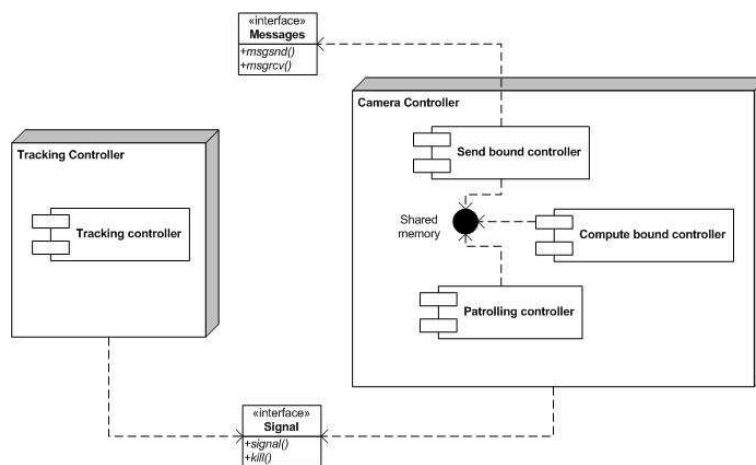 «interface»
Messages
+msgsnd()
+msgrcv()
Camera Controller
Send bound controller
Tracking Controller
Tracking controller
Shared
memory
Compute bound controller
Patrolling controller
«interface»
Signal
+signal()
+kill()